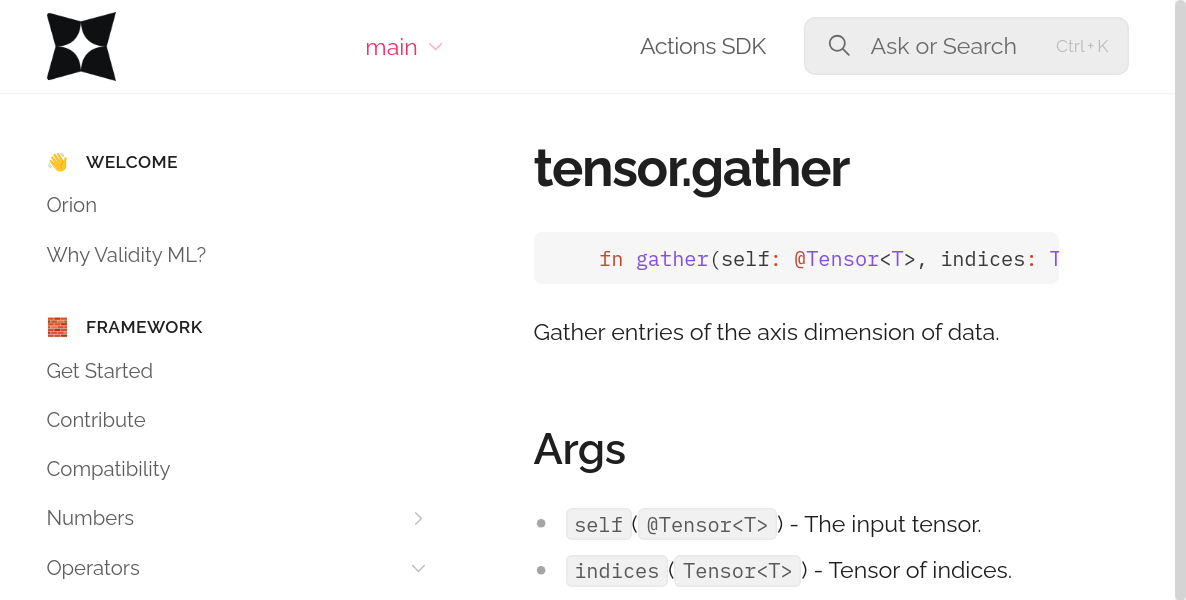 main
Actions SDK
Ask or Search
Ctrl + K
👋 WELCOME
Orion
Why Validity ML?
🧱 FRAMEWORK
Get Started
Contribute
Compatibility
Numbers
Operators
tensor.gather
fn gather(self: @Tensor<T>, indices: T
Gather entries of the axis dimension of data.
Args
self (@Tensor<T>) - The input tensor.
indices (Tensor<T>) - Tensor of indices.